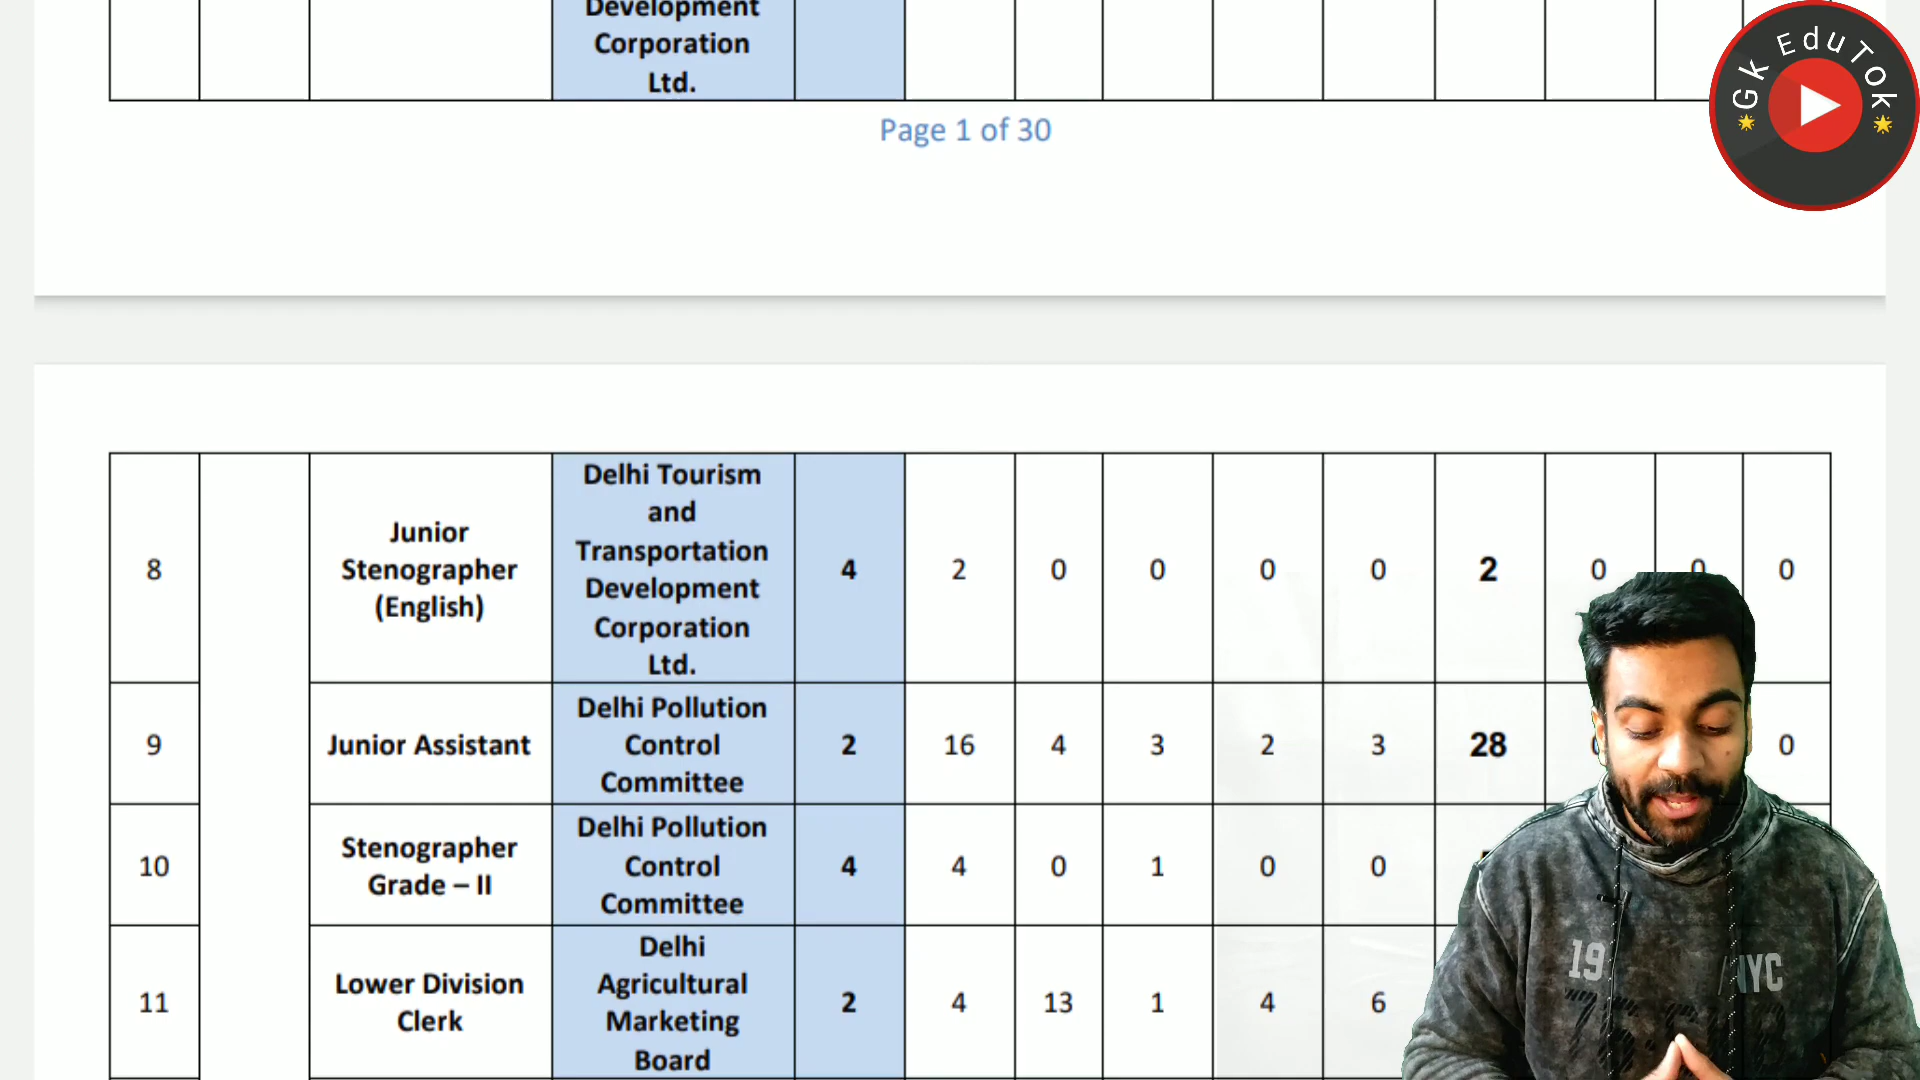 Development
Corporation
Ltd.
Gk EduTok
Page 1 of 30
8
Junior
Stenographer
(English)
Delhi Tourism
and
Transportation
Development
Corporation
Ltd.
4
2
0
0
0
0
2
0
0
0
9
Junior Assistant
Delhi Pollution
Control
Committee
2
16
4
3
2
3
28
0
10
Stenographer
Grade – II
Delhi Pollution
Control
Committee
4
4
0
1
0
0
11
Lower Division
Clerk
Delhi
Agricultural
Marketing
Board
2
4
13
1
4
6
19
NYC